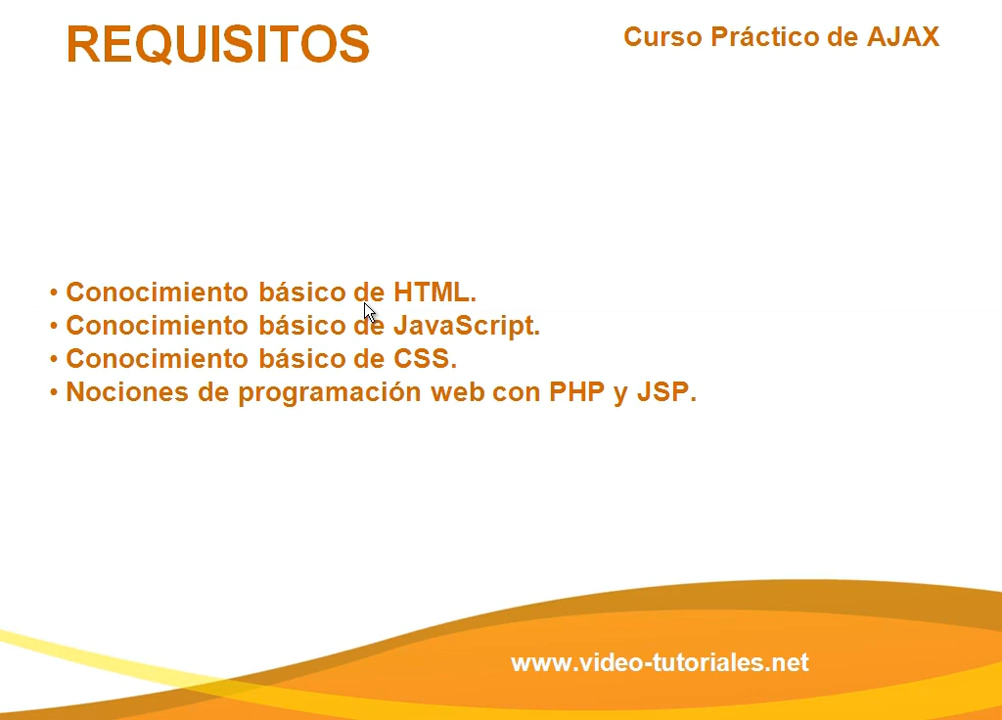 REQUISITOS
Curso Práctico de AJAX
• Conocimiento básico de HTML.
• Conocimiento básico de JavaScript.
• Conocimiento básico de CSS.
• Nociones de programación web con PHP y JSP.
www.video-tutoriales.net